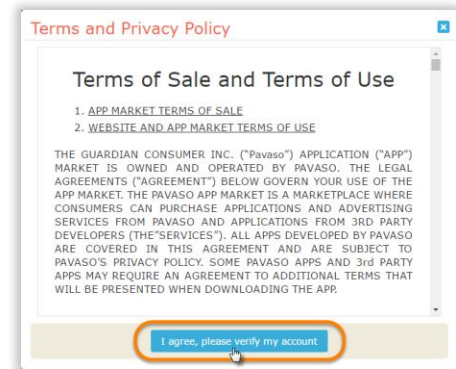 Terms and Privacy Policy
Terms of Sale and Terms of Use
1. APP MARKET TERMS OF SALE
2. WEBSITE AND APP MARKET TERMS OF USE
THE GUARDIAN CONSUMER INC. ("Pavaso") APPLICATION ("APP")
MARKET IS OWNED AND OPERATED BY PAVASO. THE LEGAL
AGREEMENTS ("AGREEMENT") BELOW GOVERN YOUR USE OF THE
APP MARKET. THE PAVASO APP MARKET IS A MARKETPLACE WHERE
CONSUMERS CAN PURCHASE APPLICATIONS AND ADVERTISING
SERVICES FROM PAVASO AND APPLICATIONS FROM 3RD PARTY
DEVELOPERS (THE"SERVICES"). ALL APPS DEVELOPED BY PAVASO
ARE COVERED IN THIS AGREEMENT AND ARE SUBJECT TO
PAVASO'S PRIVACY POLICY. SOME PAVASO APPS AND 3rd PARTY
APPS MAY REQUIRE AN AGREEMENT TO ADDITIONAL TERMS THAT
WILL BE PRESENTED WHEN DOWNLOADING THE APP.
I agree, please verify my account